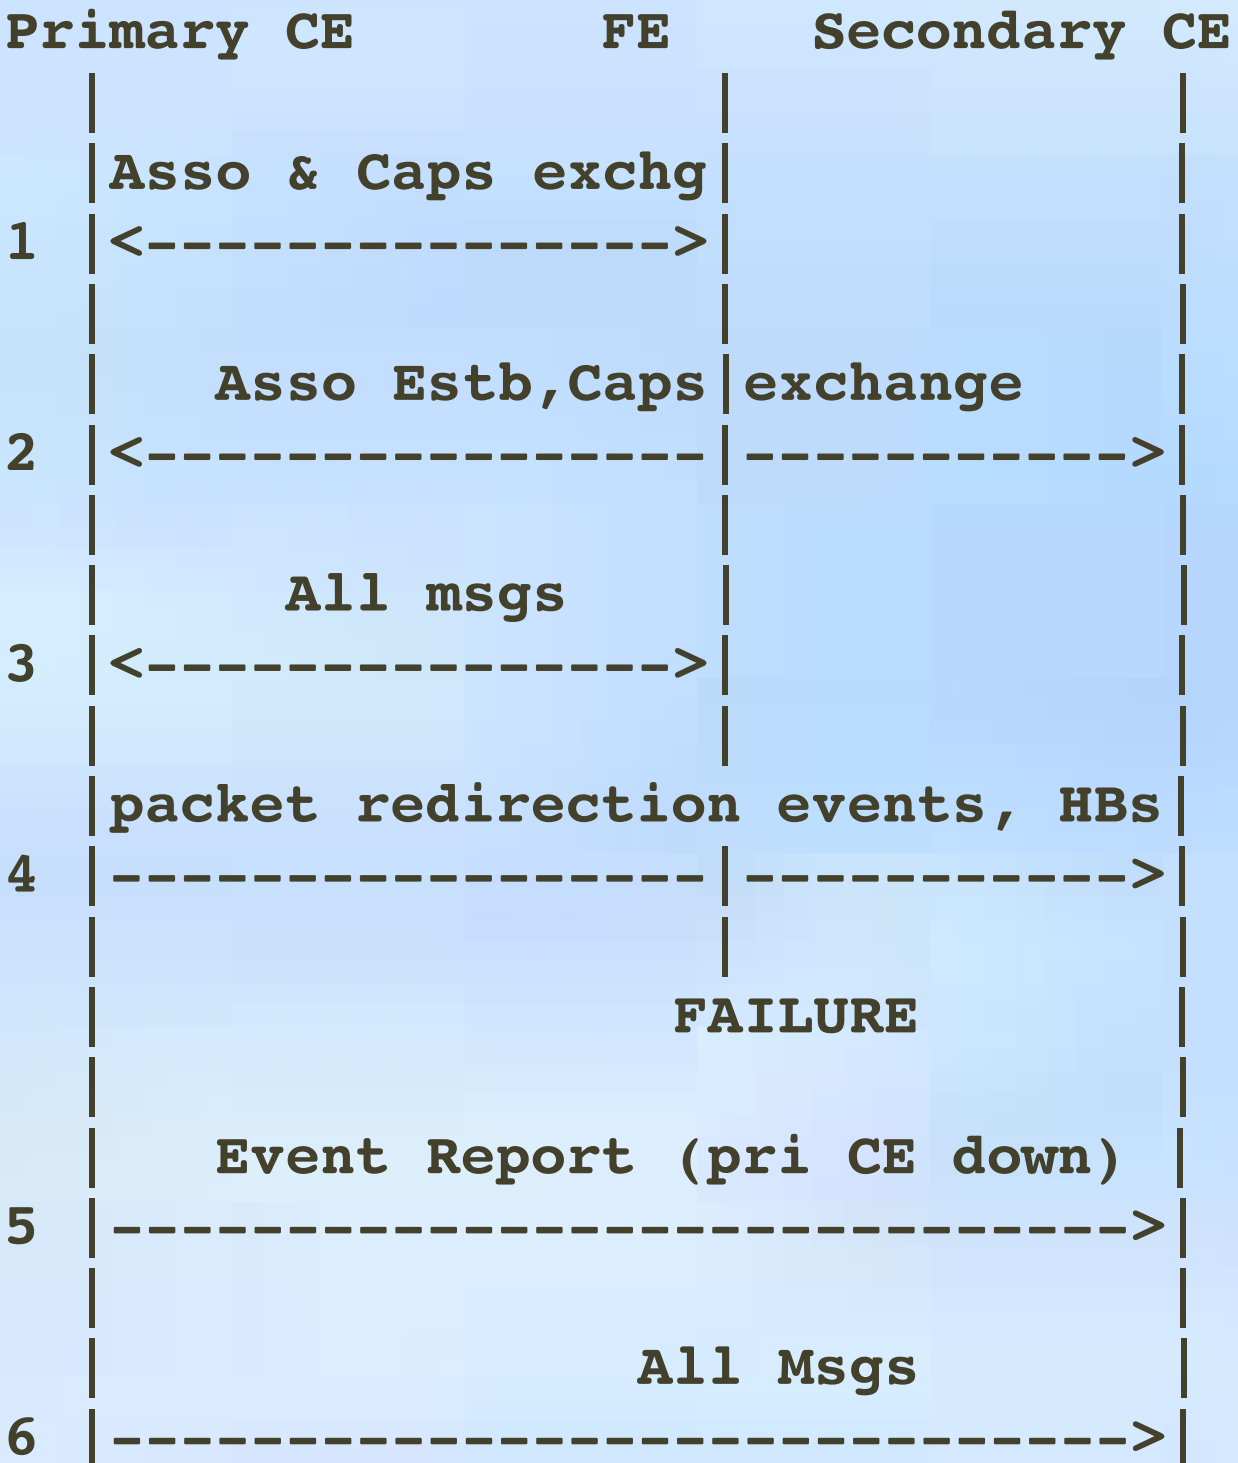 Primary CE       FE    Secondary CE
  |                 |            |
  |Asso & Caps exchg|            |
1 |<--------------->|            |
  |                 |            |
  |   Asso Estb,Caps|exchange    |
2 |<----------------|----------->|
  |                 |            |
  |     All msgs    |            |
3 |<--------------->|            |
  |                 |            |
  |packet redirection events, HBs|
4 |-----------------|----------->|
  |                 |            |
  |                FAILURE       |
  |                              |
  |   Event Report (pri CE down) |
5 |----------------------------->|
  |                              |
  |               All Msgs       |
6 |----------------------------->|